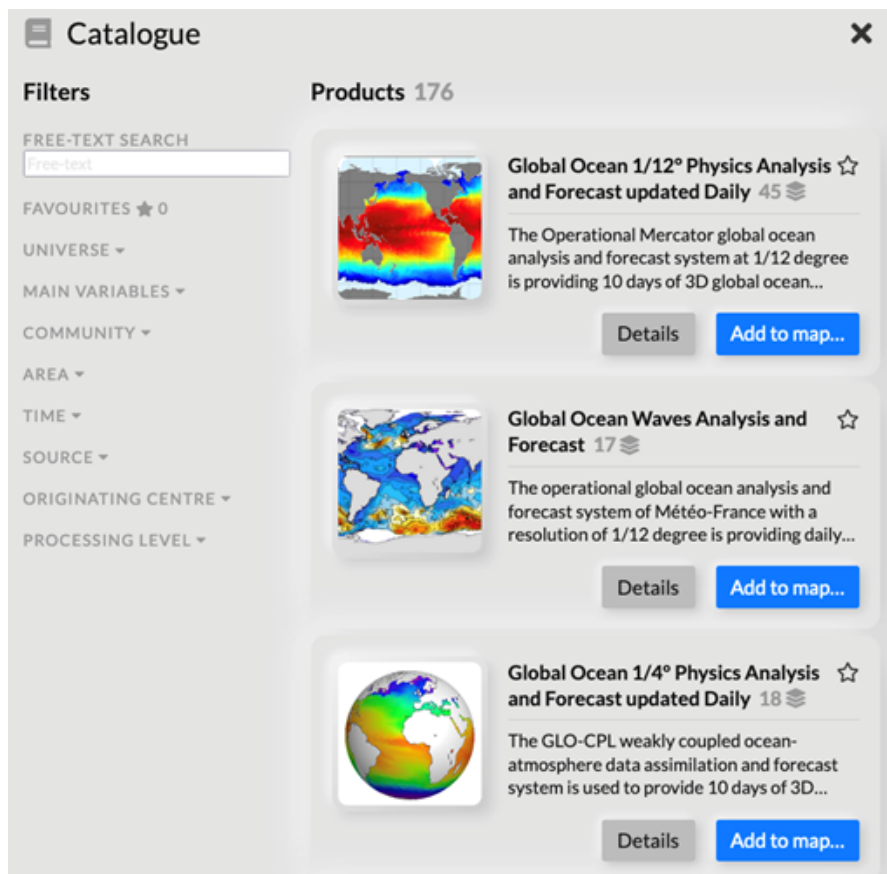 Catalogue
Filters
FREE-TEXT SEARCH
Free-text
FAVOURITES 0
UNIVERSE
MAIN VARIABLES
COMMUNITY
AREA
TIME
SOURCE
ORIGINATING CENTRE
PROCESSING LEVEL
Products 176
Global Ocean 1/12° Physics Analysis
and Forecast updated Daily 45
The Operational Mercator global ocean
analysis and forecast system at 1/12 degree
is providing 10 days of 3D global ocean...
Details
Add to map...
Global Ocean Waves Analysis and
Forecast 17
The operational global ocean analysis and
forecast system of Météo-France with a
resolution of 1/12 degree is providing daily...
Details
Add to map...
Global Ocean 1/4° Physics Analysis
and Forecast updated Daily 18
The GLO-CPL weakly coupled ocean-
atmosphere data assimilation and forecast
system is used to provide 10 days of 3D...
Details
Add to map...